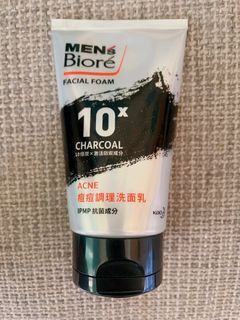 MEN's
Bioré
FACIAL FOAM
10x
CHARCOAL
ACNE
痘痘調理洗面乳
IPMP 抗菌成分
Kao